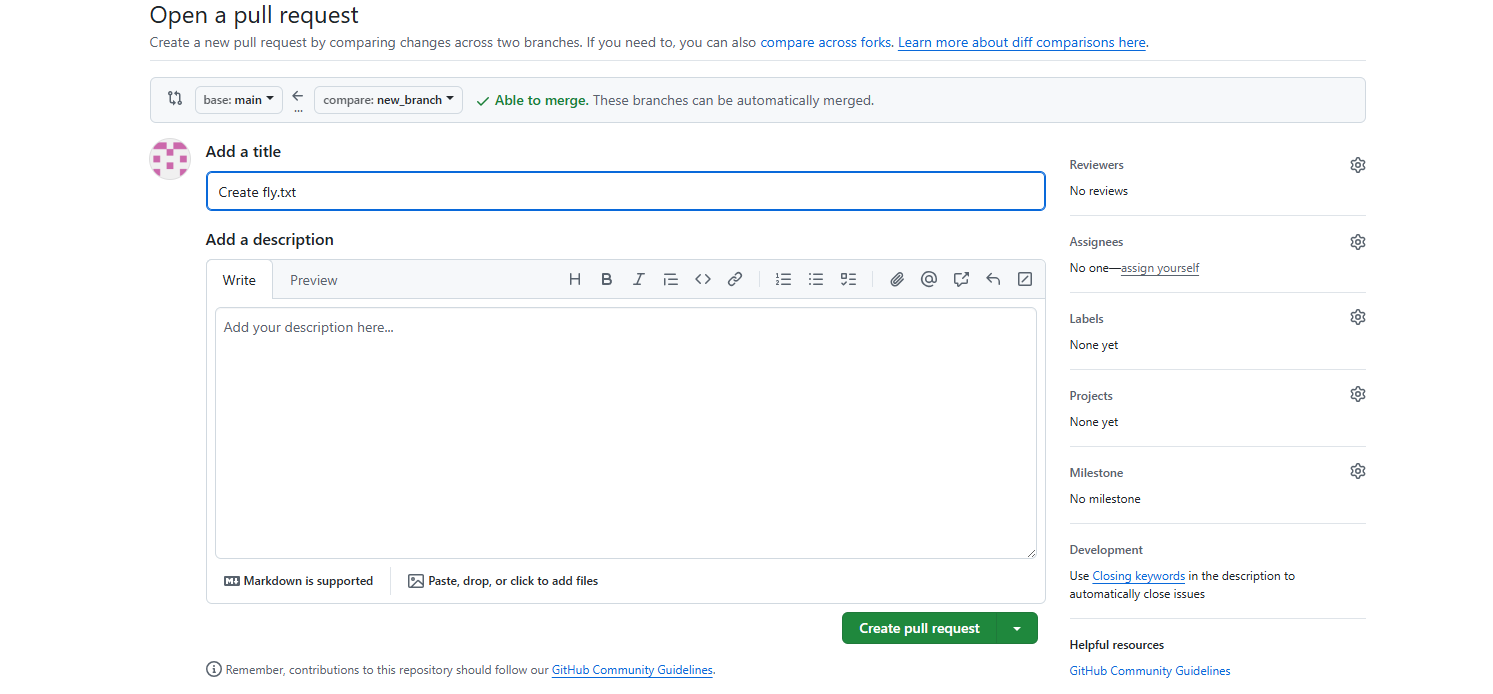 Open a pull request
Create a new pull request by comparing changes across two branches. If you need to, you can also compare across forks. Learn more about diff comparisons here.
base: main
...
compare: new_branch
Able to merge. These branches can be automatically merged.
Add a title
Create fly.txt
Add a description
Write
Preview
Add your description here...
Markdown is supported
Paste, drop, or click to add files
Create pull request
Remember, contributions to this repository should follow our GitHub Community Guidelines.
Reviewers
No reviews
Assignees
No one—assign yourself
Labels
None yet
Projects
None yet
Milestone
No milestone
Development
Use Closing keywords in the description to
automatically close issues
Helpful resources
GitHub Community Guidelines